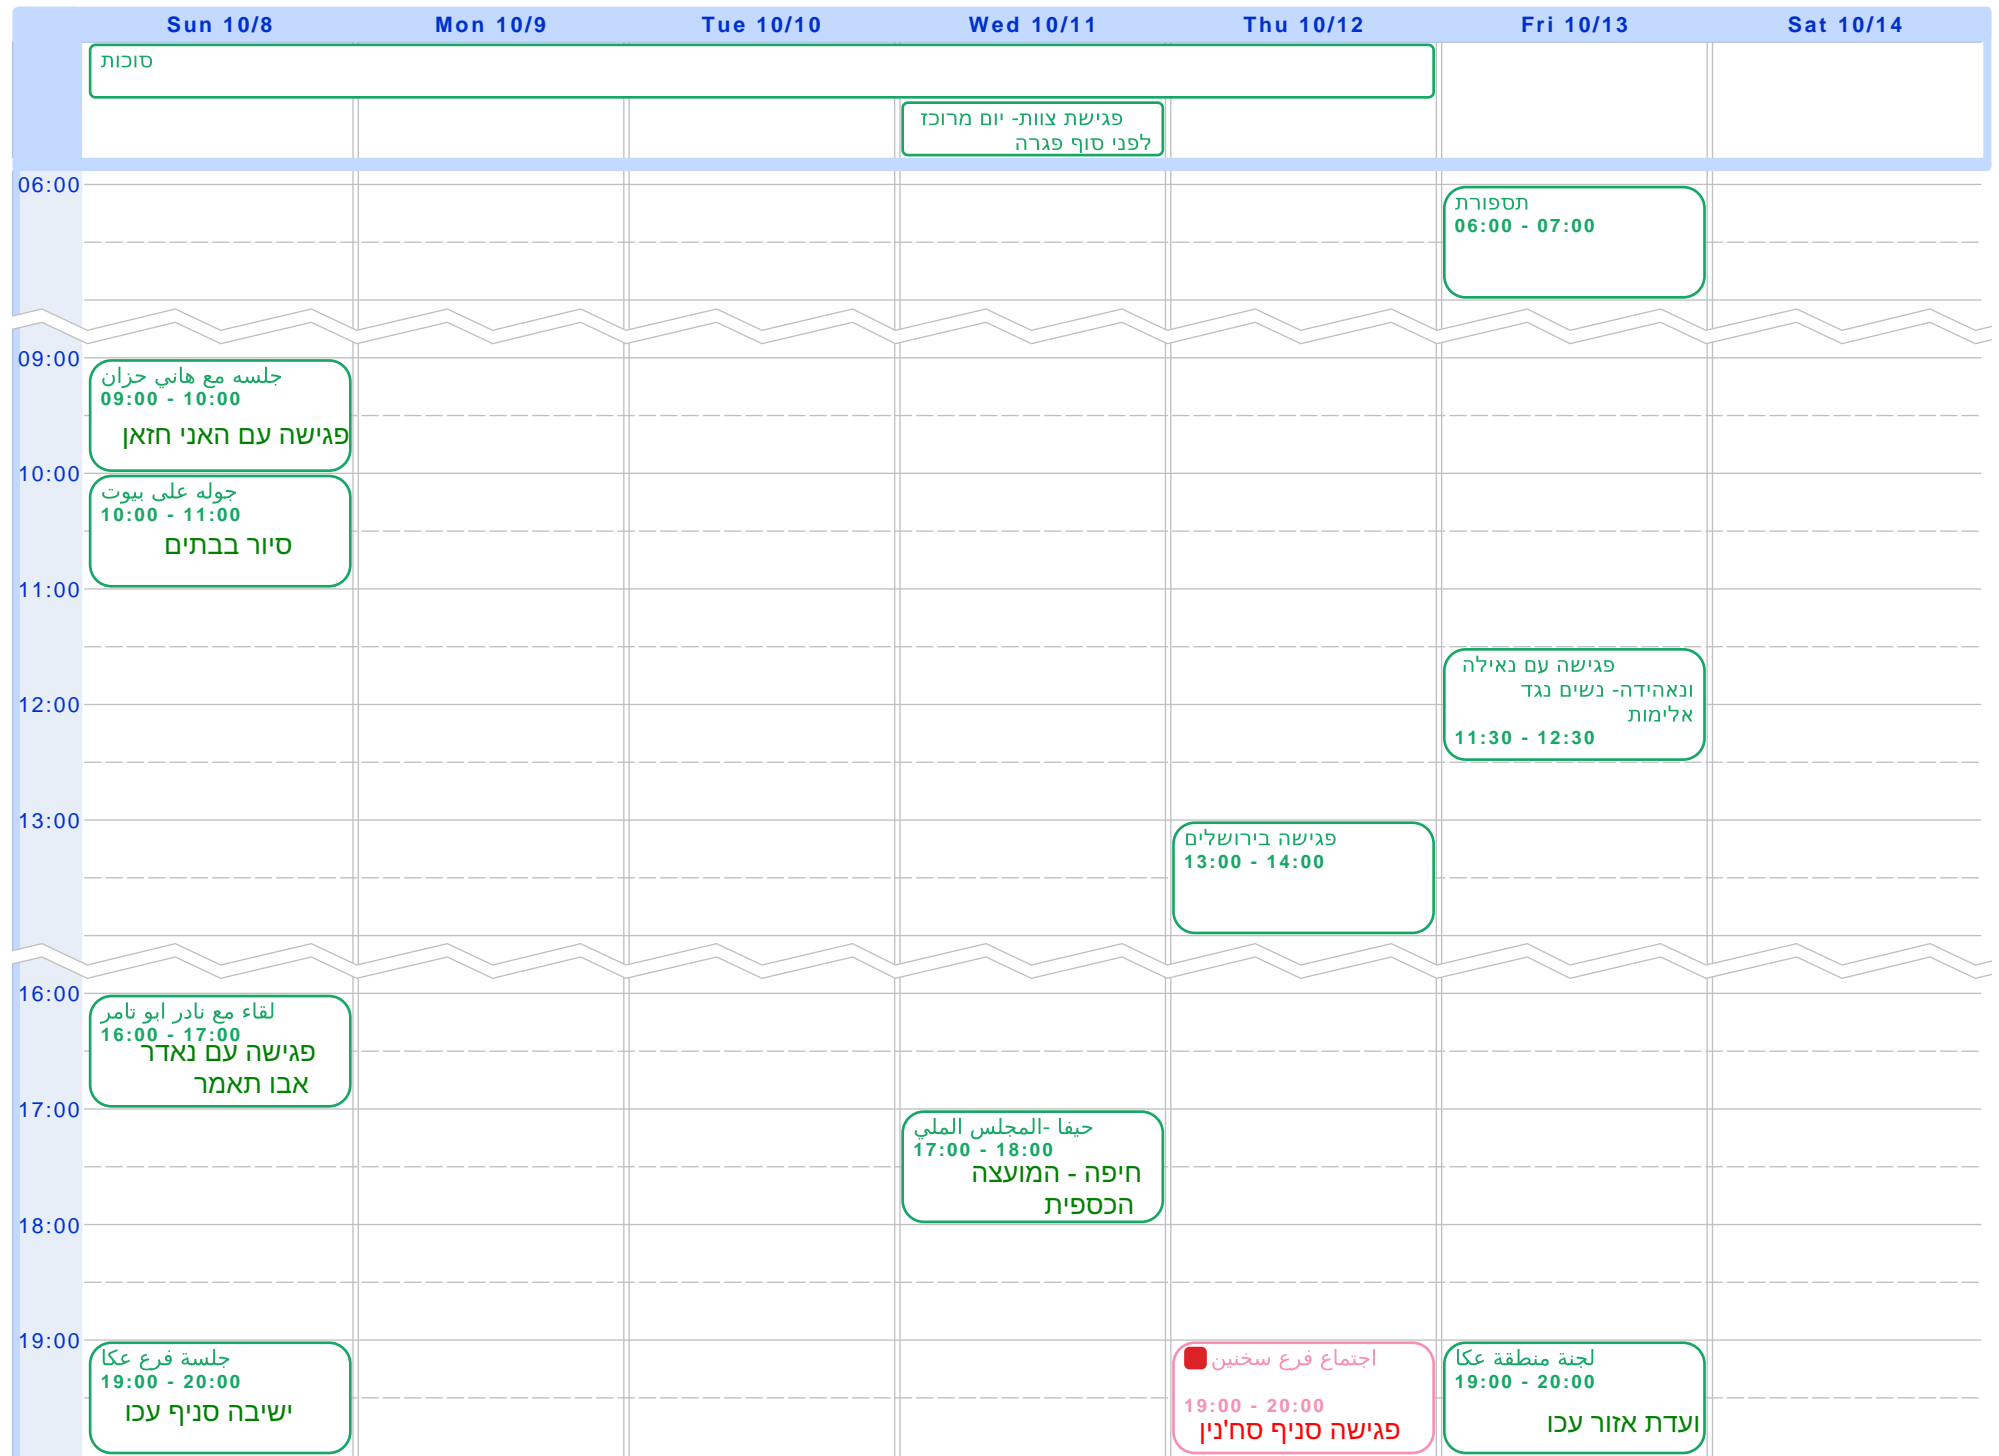 Sun 10/8
Mon 10/9
Tue 10/10
Wed 10/11
Thu 10/12
Fri 10/13
Sat 10/14
סוכות
פגישת צוות- יום מרוכז
לפני סוף פגרה
06:00
תספורת
06:00 - 07:00
09:00
جلسه مع هاني حزان
09:00 - 10:00
פגישה עם האני חזאן
10:00
جوله على بيوت
10:00 - 11:00
סיור בבתים
11:00
פגישה עם נאילה
ונאהידה- נשים נגד
אלימות
11:30 - 12:30
12:00
13:00
פגישה בירושלים
13:00 - 14:00
16:00
لقاء مع نادر ابو تامر
16:00 - 17:00
פגישה עם נאדר
אבו תאמר
17:00
حيفا -المجلس الملي
17:00 - 18:00
חיפה - המועצה
הכספית
18:00
19:00
جلسة فرع عكا
19:00 - 20:00
ישיבה סניף עכו
اجتماع فرع سخنين
19:00 - 20:00
פגישה סניף סח'נין
لجنة منطقة عكا
19:00 - 20:00
ועדת אזור עכו